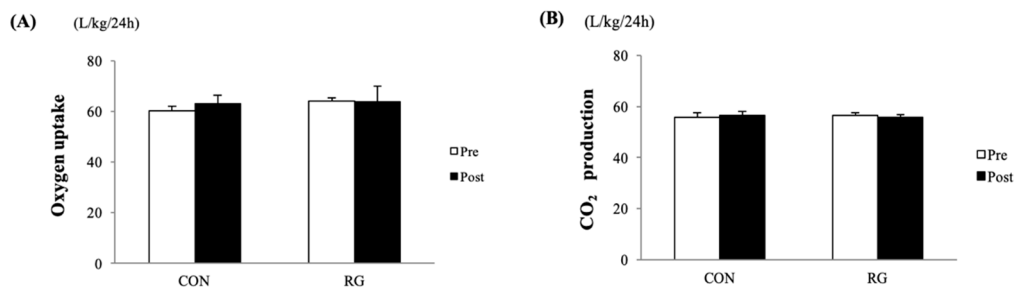 (A) (L/kg/24h)
Oxygen uptake
80
60
40
20
0
CON RG
Pre
Post
(B) (L/kg/24h)
CO₂ production
80
60
40
20
0
CON RG
Pre
Post